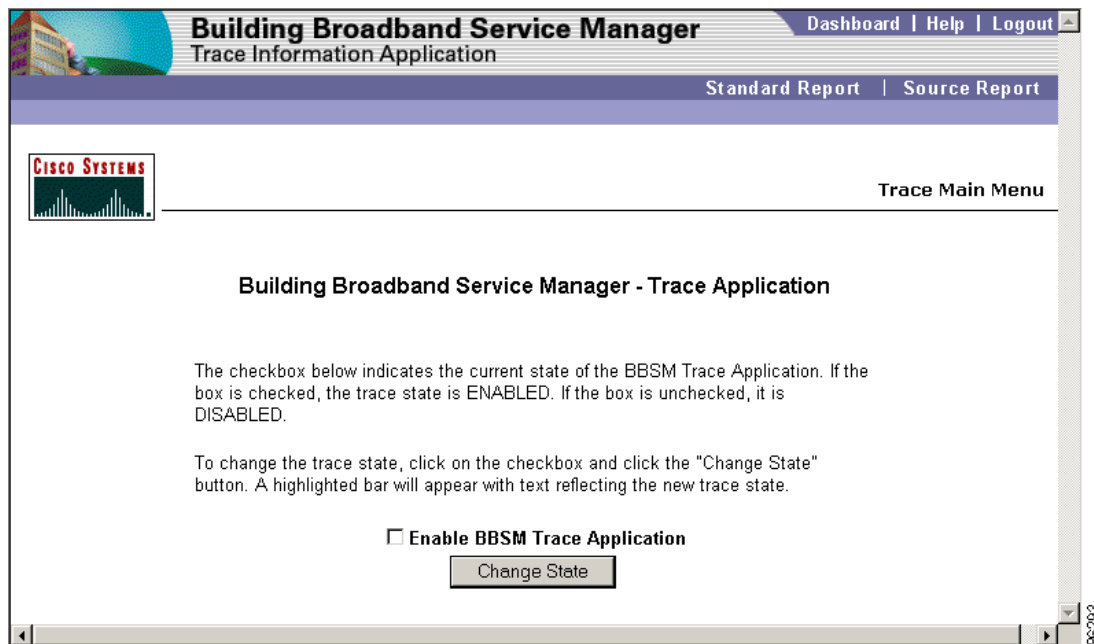 Building Broadband Service Manager
Dashboard | Help | Logout
Trace Information Application
Standard Report | Source Report
CISCO SYSTEMS
Trace Main Menu
Building Broadband Service Manager - Trace Application
The checkbox below indicates the current state of the BBSM Trace Application. If the
box is checked, the trace state is ENABLED. If the box is unchecked, it is
DISABLED.
To change the trace state, click on the checkbox and click the "Change State"
button. A highlighted bar will appear with text reflecting the new trace state.
Enable BBSM Trace Application
Change State